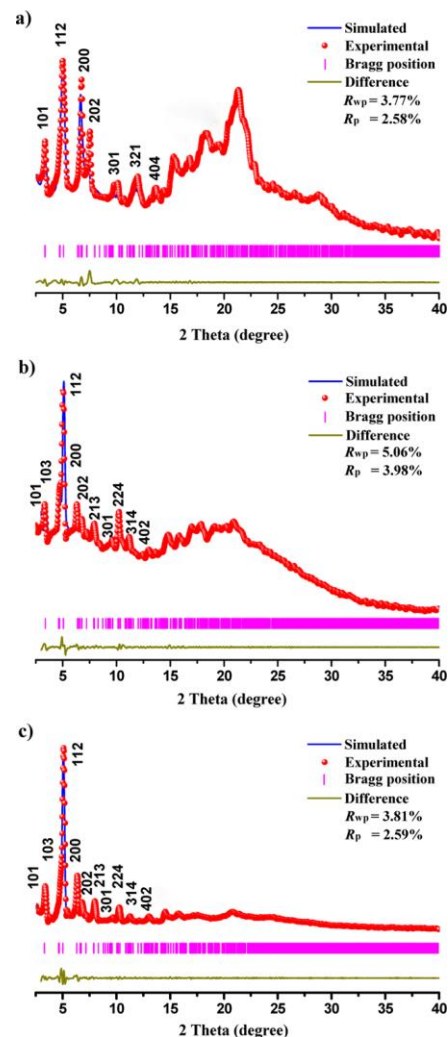 a)
Simulated
Experimental
Bragg position
Difference
Rwp = 3.77%
Rp = 2.58%
101
112
200
202
301
321
404
5 10 15 20 25 30 35 40
2 Theta (degree)
b)
Simulated
Experimental
Bragg position
Difference
Rwp = 5.06%
Rp = 3.98%
101
103
112
200
202
213
301
224
314
402
5 10 15 20 25 30 35 40
2 Theta (degree)
c)
Simulated
Experimental
Bragg position
Difference
Rwp = 3.81%
Rp = 2.59%
101
103
112
200
202
213
301
224
314
402
5 10 15 20 25 30 35 40
2 Theta (degree)